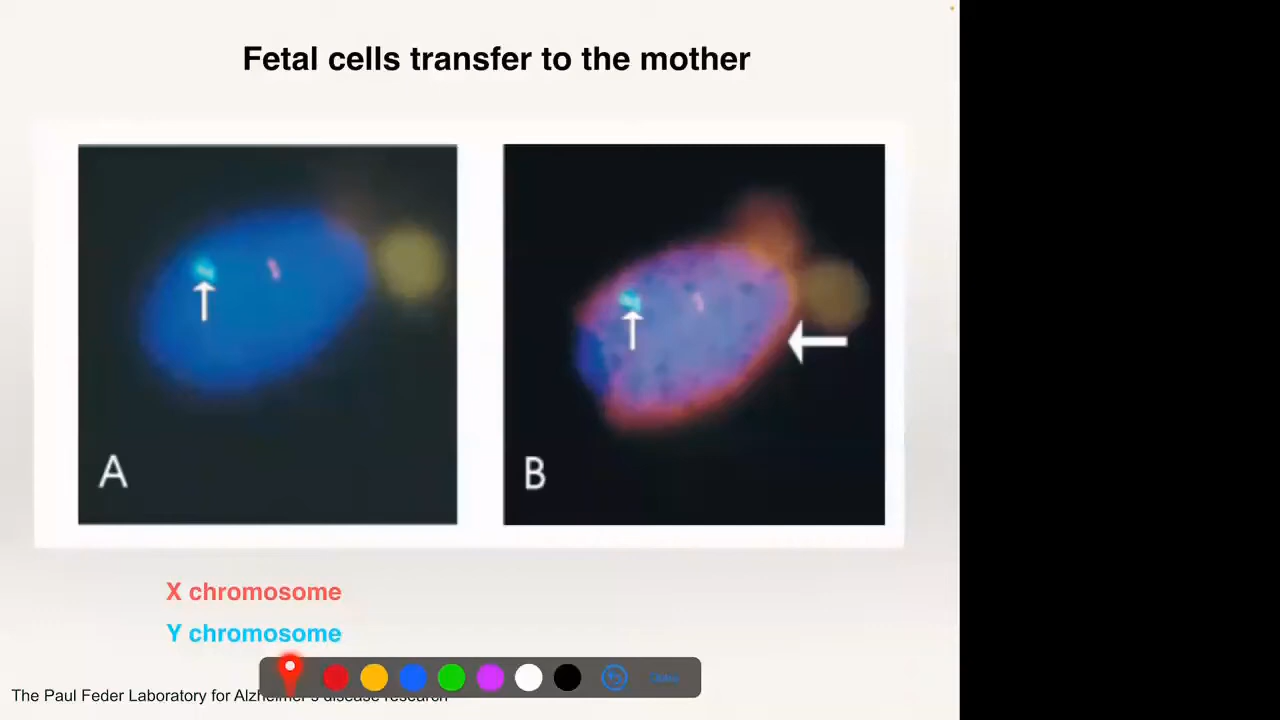 Fetal cells transfer to the mother
A
B
X chromosome
Y chromosome
The Paul Feder Laboratory for Alzheimer's disease research